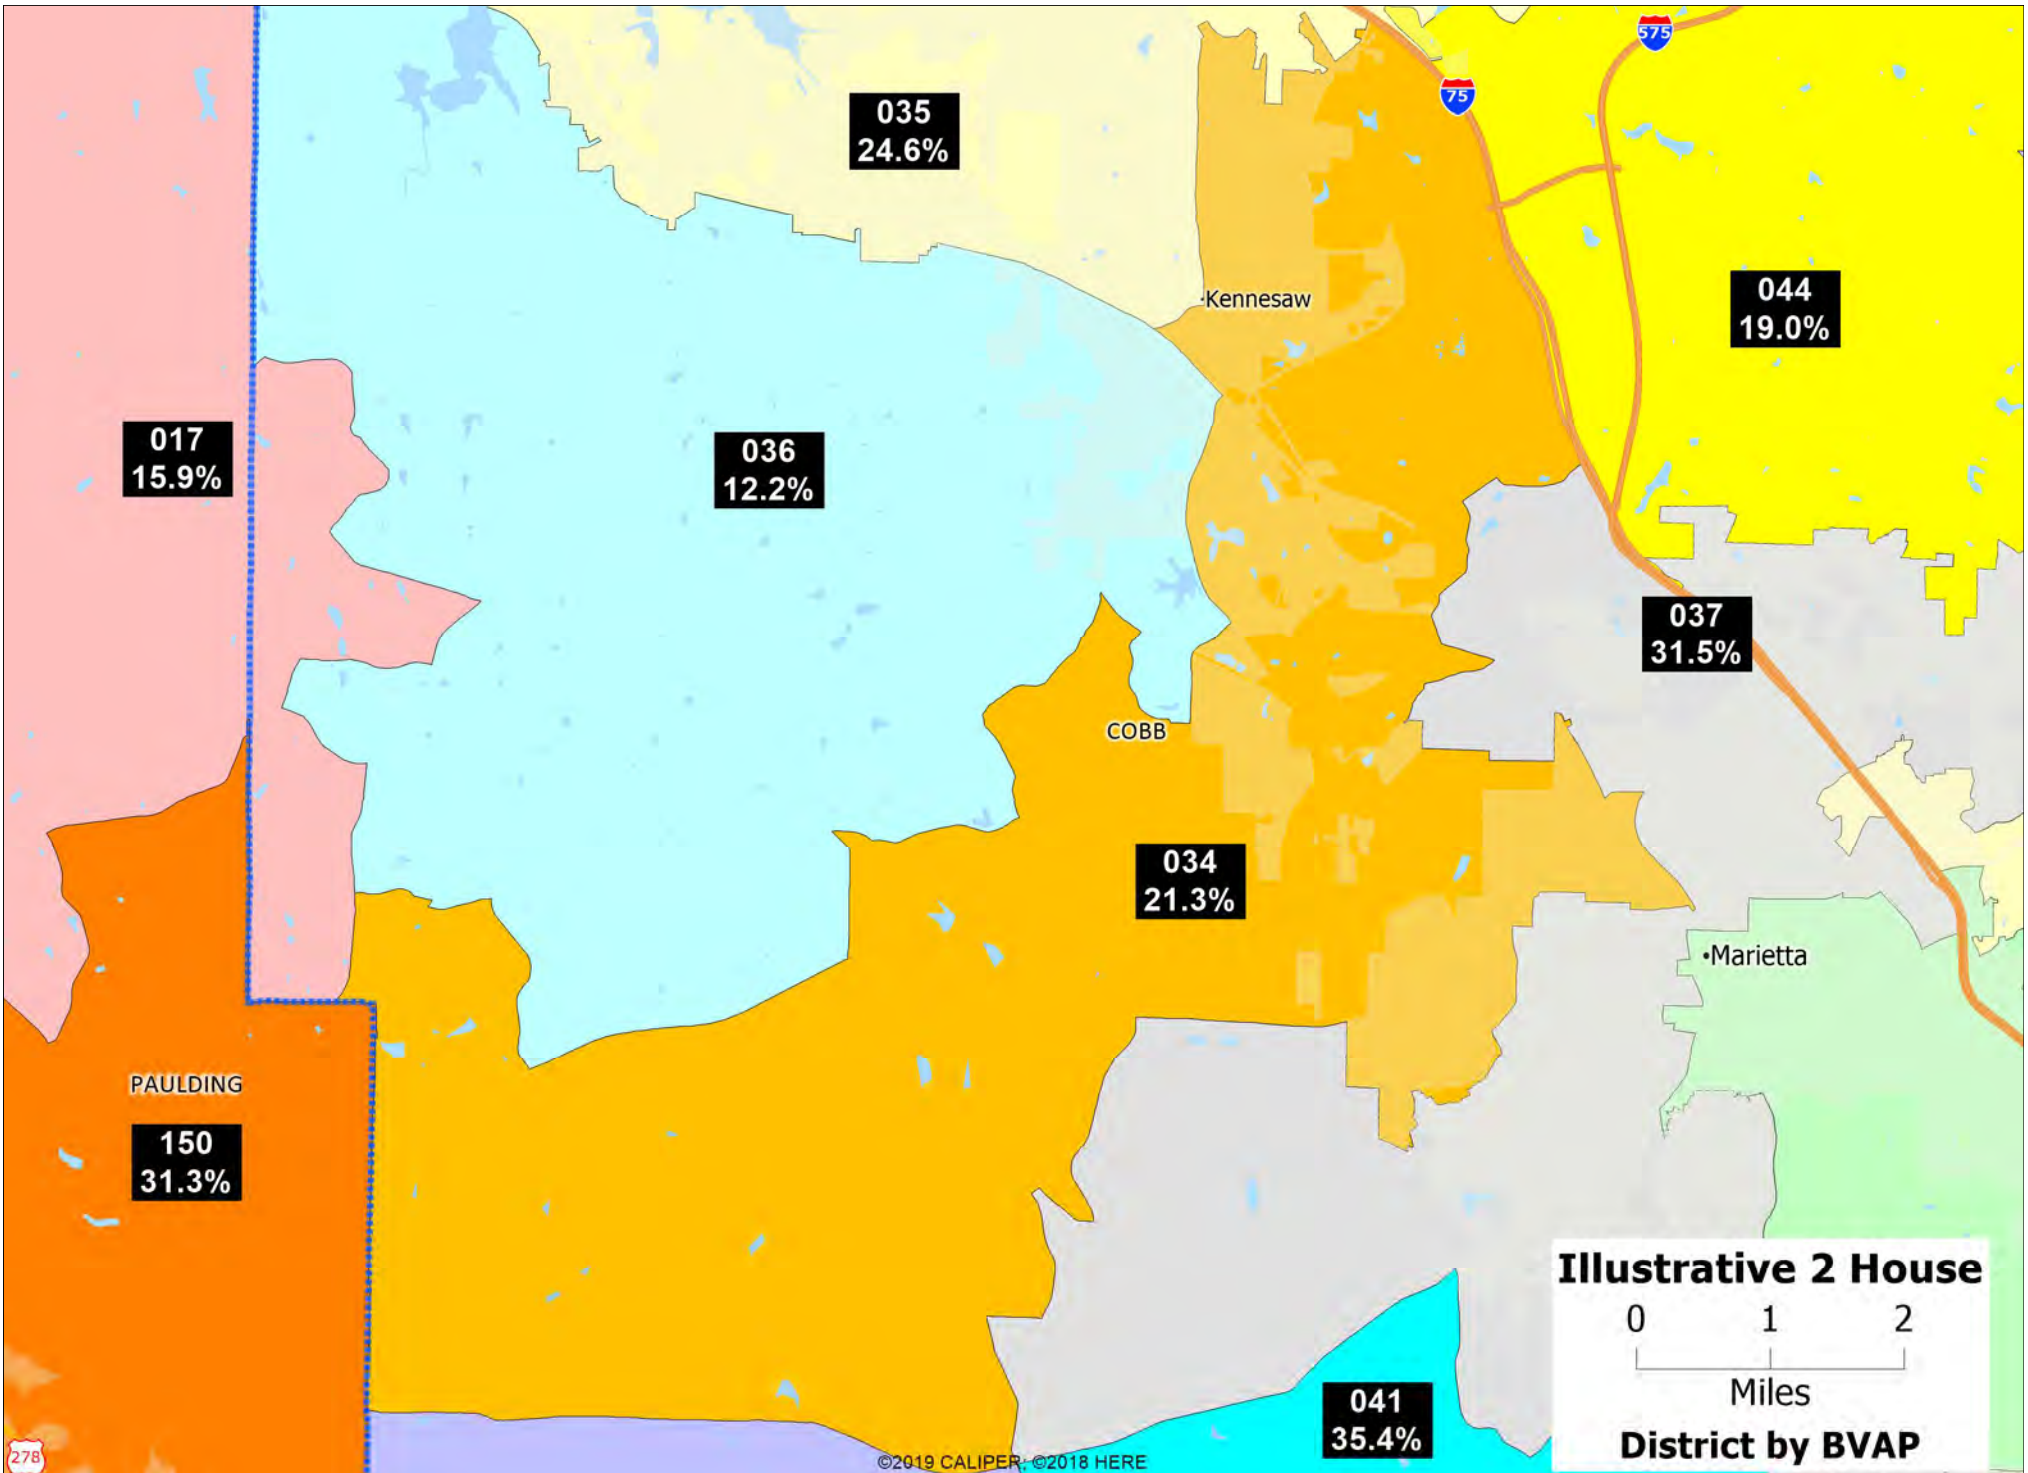 575
75
035
24.6%
044
19.0%
Kennesaw
017
15.9%
036
12.2%
037
31.5%
COBB
034
21.3%
Marietta
PAULDING
150
31.3%
Illustrative 2 House
0 1 2
Miles
District by BVAP
041
35.4%
278
©2019 CALIPER; ©2018 HERE